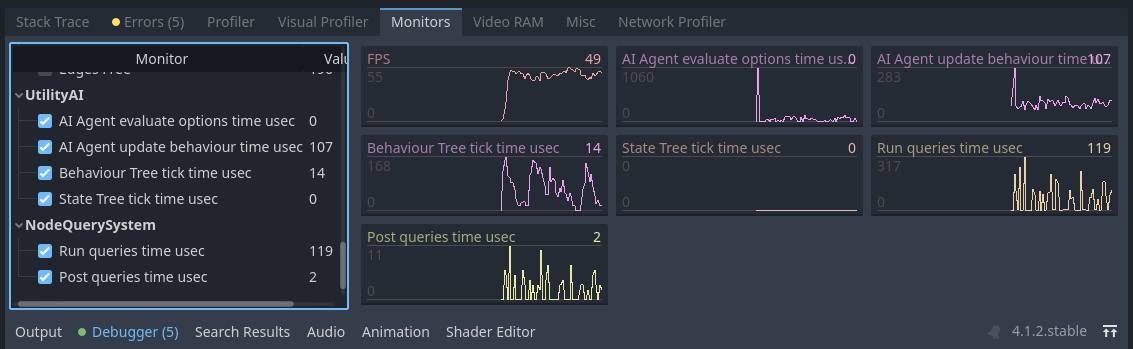 Stack Trace Errors (5) Profiler Visual Profiler Monitors Video RAM Misc Network Profiler
Monitor Valu
Edges Free 196
UtilityAI
AI Agent evaluate options time usec 0
AI Agent update behaviour time usec 107
Behaviour Tree tick time usec 14
State Tree tick time usec 0
NodeQuerySystem
Run queries time usec 119
Post queries time usec 2
FPS 49
55
0
AI Agent evaluate options time us... 0
1060
0
AI Agent update behaviour time u... 107
283
0
Behaviour Tree tick time usec 14
168
0
State Tree tick time usec 0
0
0
Run queries time usec 119
317
0
Post queries time usec 2
11
0
Output Debugger (5) Search Results Audio Animation Shader Editor 4.1.2.stable